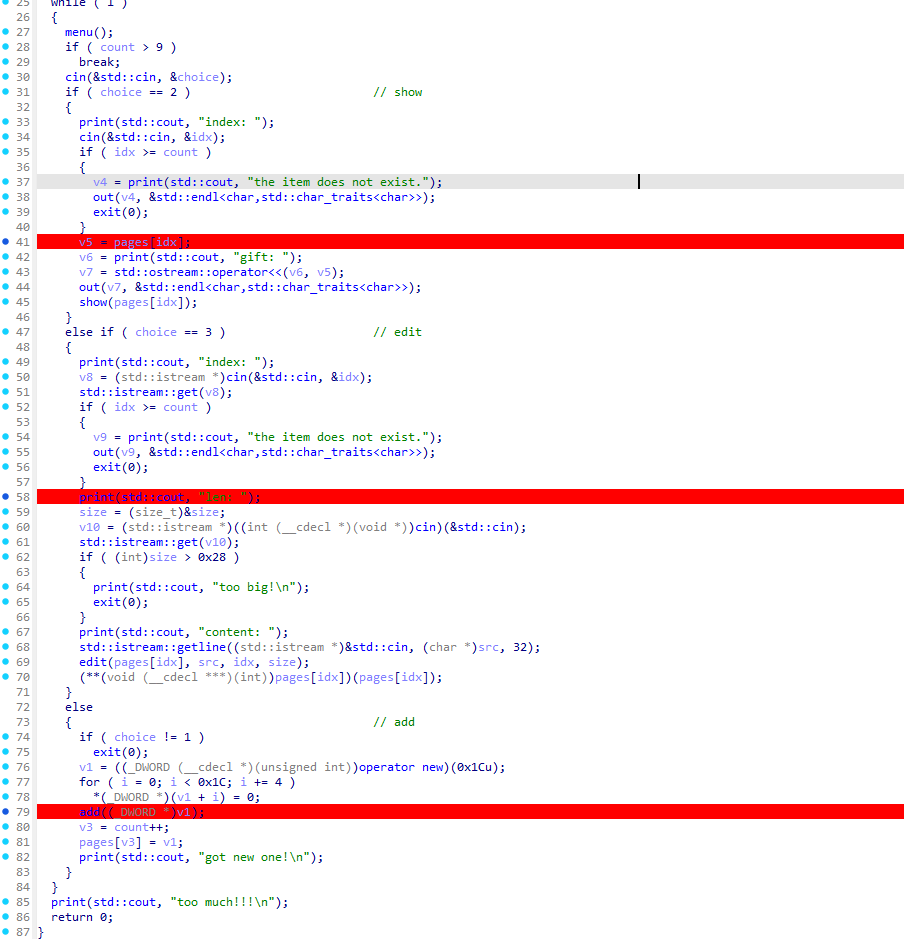 25 while ( 1 )
26 {
27 menu();
28 if ( count > 9 )
29 break;
30 cin(&std::cin, &choice);
31 if ( choice == 2 ) // show
32 {
33 print(std::cout, "index: ");
34 cin(&std::cin, &idx);
35 if ( idx >= count )
36 {
37 v4 = print(std::cout, "the item does not exist.");
38 out(v4, &std::endl<char,std::char_traits<char>>);
39 exit(0);
40 }
41 v5 = pages[idx];
42 v6 = print(std::cout, "gift: ");
43 v7 = std::ostream::operator<<(v6, v5);
44 out(v7, &std::endl<char,std::char_traits<char>>);
45 show(pages[idx]);
46 }
47 else if ( choice == 3 ) // edit
48 {
49 print(std::cout, "index: ");
50 v8 = (std::istream *)cin(&std::cin, &idx);
51 std::istream::get(v8);
52 if ( idx >= count )
53 {
54 v9 = print(std::cout, "the item does not exist.");
55 out(v9, &std::endl<char,std::char_traits<char>>);
56 exit(0);
57 }
58 print(std::cout, "len: ");
59 size = (size_t)&size;
60 v10 = (std::istream *)((int (__cdecl *)(void *))cin)(&std::cin);
61 std::istream::get(v10);
62 if ( (int)size > 0x28 )
63 {
64 print(std::cout, "too big!\n");
65 exit(0);
66 }
67 print(std::cout, "content: ");
68 std::istream::getline((std::istream *)&std::cin, (char *)src, 32);
69 edit(pages[idx], src, idx, size);
70 (**(void (__cdecl ***)(int))pages[idx])(pages[idx]);
71 }
72 else
73 { // add
74 if ( choice != 1 )
75 exit(0);
76 v1 = ((_DWORD (__cdecl *)(unsigned int))operator new)(0x1Cu);
77 for ( i = 0; i < 0x1C; i += 4 )
78 *(_DWORD *)(v1 + i) = 0;
79 add((_DWORD *)v1);
80 v3 = count++;
81 pages[v3] = v1;
82 print(std::cout, "got new one!\n");
83 }
84 }
85 print(std::cout, "too much!!!\n");
86 return 0;
87 }